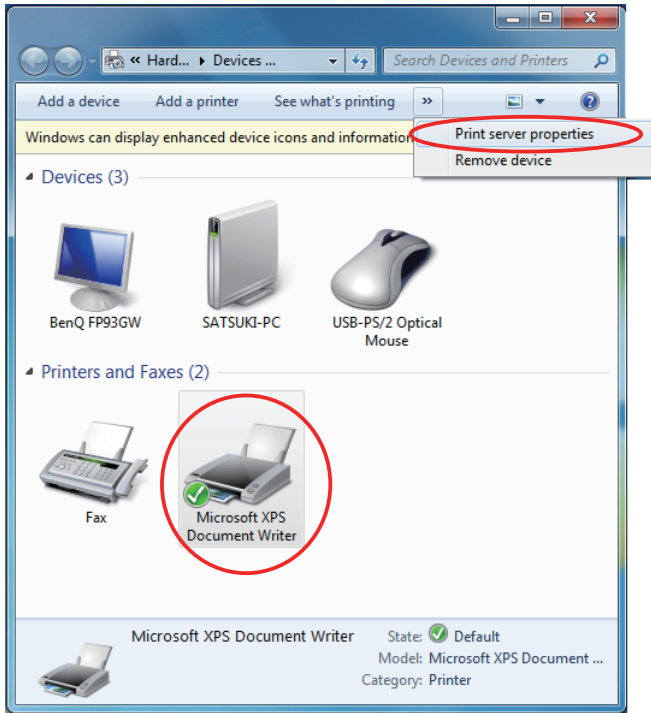 « Hard... ▸ Devices ...
Search Devices and Printers
Add a device Add a printer See what's printing »
Print server properties
Remove device
Windows can display enhanced device icons and information
Devices (3)
BenQ FP93GW
SATSUKI-PC
USB-PS/2 Optical
Mouse
Printers and Faxes (2)
Fax
Microsoft XPS
Document Writer
Microsoft XPS Document Writer
State: Default
Model: Microsoft XPS Document ...
Category: Printer